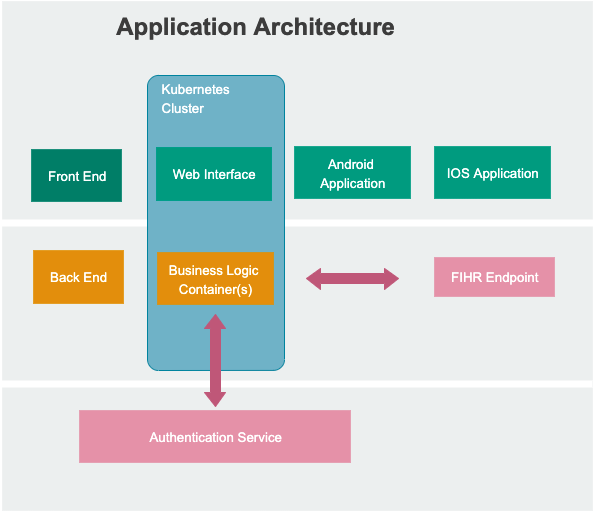 Application Architecture
Kubernetes
Cluster
Front End
Web Interface
Android
Application
IOS Application
Back End
Business Logic
Container(s)
FIHR Endpoint
Authentication Service